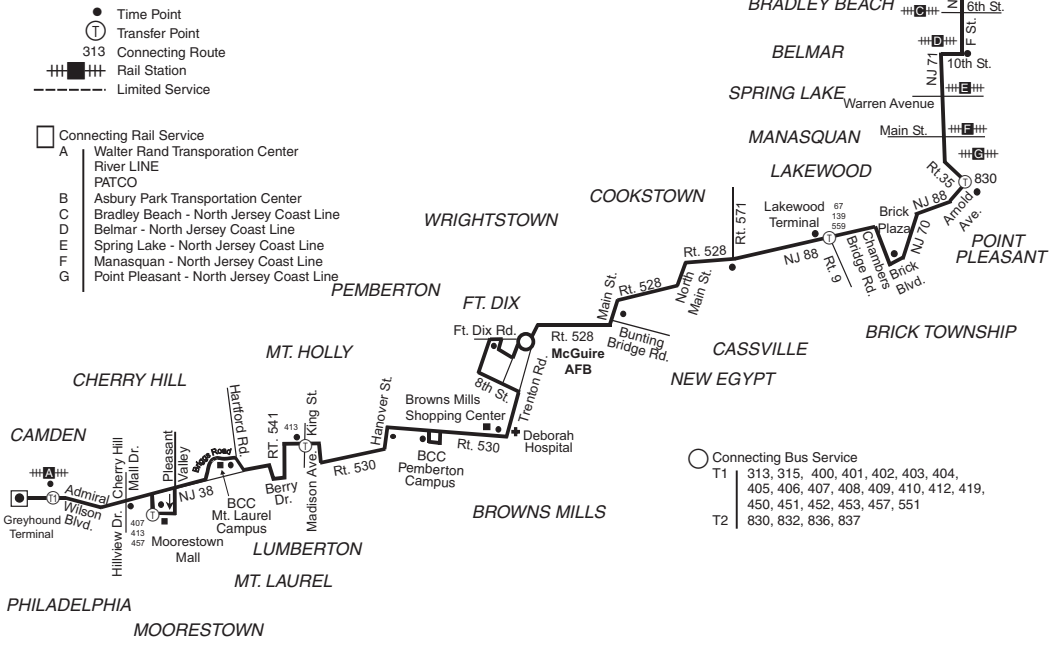 Time Point
T Transfer Point
313 Connecting Route
Rail Station
Limited Service
Connecting Rail Service
A Walter Rand Transporation Center
River LINE
PATCO
B Asbury Park Transportation Center
C Bradley Beach - North Jersey Coast Line
D Belmar - North Jersey Coast Line
E Spring Lake - North Jersey Coast Line
F Manasquan - North Jersey Coast Line
G Point Pleasant - North Jersey Coast Line
BRADLEY BEACH
C
N
6th St.
F St.
D
BELMAR
NJ 71
10th St.
E
SPRING LAKE
Warren Avenue
MANASQUAN
Main St.
F
G
LAKEWOOD
Rt.35
T 830
COOKSTOWN
Lakewood
Terminal
67
139
559
T
Brick
Plaza
NJ 88
Arnold
Ave.
WRIGHTSTOWN
Rt. 571
NJ 70
POINT
PLEASANT
Rt. 528
NJ 88
Rt. 9
Chambers
Bridge Rd.
Brick
Blvd.
PEMBERTON
Main St.
Rt. 528
North
Main St.
FT. DIX
Ft. Dix Rd.
Rt. 528
McGuire
AFB
Bunting
Bridge Rd.
BRICK TOWNSHIP
CASSVILLE
NEW EGYPT
MT. HOLLY
8th St.
Trenton Rd.
CHERRY HILL
Hartford Rd.
RT. 541
413
T
King St.
Hanover St.
Browns Mills
Shopping Center
Rt. 530
Deborah
Hospital
BCC
Pemberton
Campus
CAMDEN
A
T1
Admiral
Wilson
Blvd.
Greyhound
Terminal
Cherry Hill
Mall Dr.
Hillview Dr.
407
413
457
T
Pleasant
Valley
Moorestown
Mall
NJ 38
Bridge Road
BCC
Mt. Laurel
Campus
Berry
Dr.
Madison Ave.
Rt. 530
BROWNS MILLS
LUMBERTON
MT. LAUREL
PHILADELPHIA
MOORESTOWN
Connecting Bus Service
T1 313, 315, 400, 401, 402, 403, 404,
405, 406, 407, 408, 409, 410, 412, 419,
450, 451, 452, 453, 457, 551
T2 830, 832, 836, 837